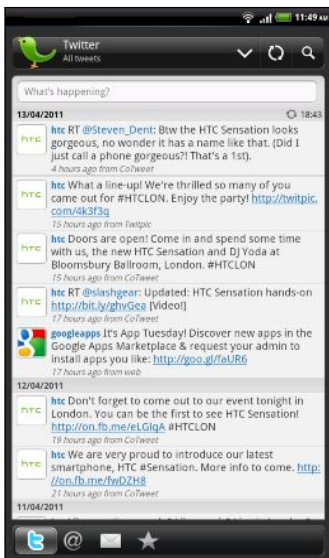 11:49 AM
Twitter
All tweets
What's happening?
13/04/2011 18:43
htc htc RT @Steven_Dent: Btw the HTC Sensation looks
gorgeous, no wonder it has a name like that. (Did I
just call a phone gorgeous?! That's a 1st).
4 hours ago from CoTweet
htc htc What a line-up! We're thrilled so many of you
came out for #HTCLON. Enjoy the party! http://twitpic.
com/4k3f3q
15 hours ago from Twitpic
htc htc Doors are open! Come in and spend some time
with us, the new HTC Sensation and DJ Yoda at
Bloomsbury Ballroom, London. #HTCLON
15 hours ago from CoTweet
htc htc RT @slashgear: Updated: HTC Sensation hands-on
http://bit.ly/ghvGea [Video!]
17 hours ago from CoTweet
googleapps It's App Tuesday! Discover new apps in the
Google Apps Marketplace & request your admin to
install apps you like: http://goo.gl/faUR6
17 hours ago from web
12/04/2011
htc htc Don't forget to come out to our event tonight in
London. You can be the first to see HTC Sensation!
http://on.fb.me/eLGlqA #HTCLON
19 hours ago from CoTweet
htc htc We are very proud to introduce our latest
smartphone, HTC #Sensation. More info to come. http:
//on.fb.me/fwDZH8
21 hours ago from CoTweet
11/04/2011